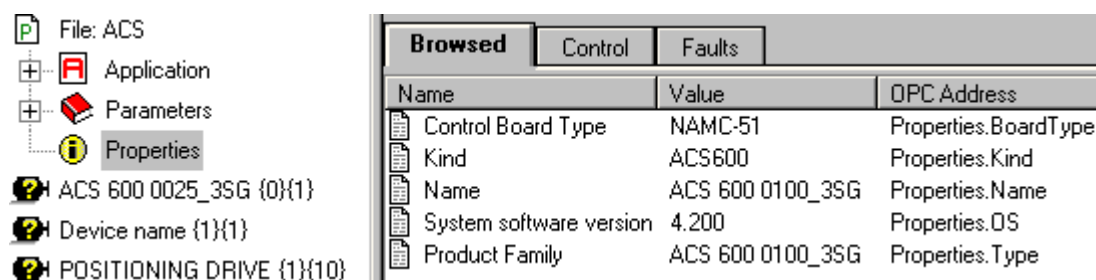 File: ACS
Application
Parameters
Properties
ACS 600 0025_3SG {0}{1}
Device name {1}{1}
POSITIONING DRIVE {1}{10}
Browsed Control Faults
Name Value OPC Address
Control Board Type NAMC-51 Properties.BoardType
Kind ACS600 Properties.Kind
Name ACS 600 0100_3SG Properties.Name
System software version 4.200 Properties.OS
Product Family ACS 600 0100_3SG Properties.Type